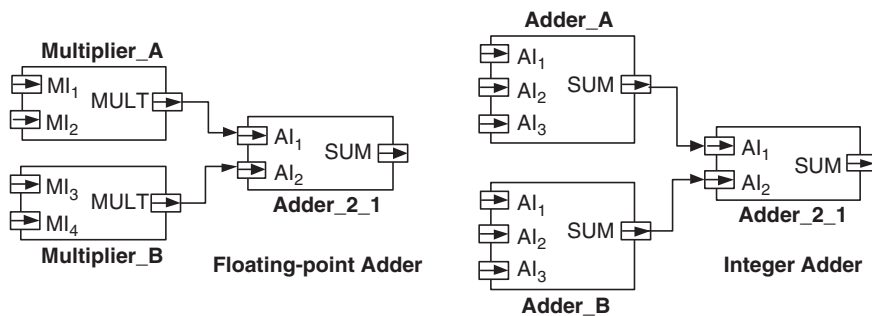 Multiplier_A
MI1
MI2
MULT
MI3
MI4
MULT
Multiplier_B
AI1
AI2
SUM
Adder_2_1
Floating-point Adder
Adder_A
AI1
AI2
AI3
SUM
AI1
AI2
AI3
SUM
Adder_B
AI1
AI2
SUM
Adder_2_1
Integer Adder